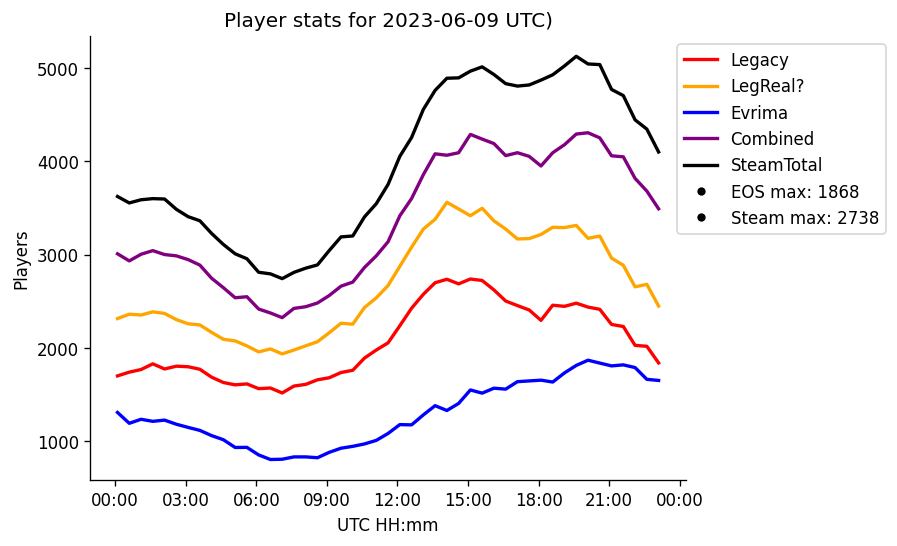 Player stats for 2023-06-09 UTC)
Players
5000
4000
3000
2000
1000
00:00 03:00 06:00 09:00 12:00 15:00 18:00 21:00 00:00
UTC HH:mm
Legacy
LegReal?
Evrima
Combined
SteamTotal
EOS max: 1868
Steam max: 2738